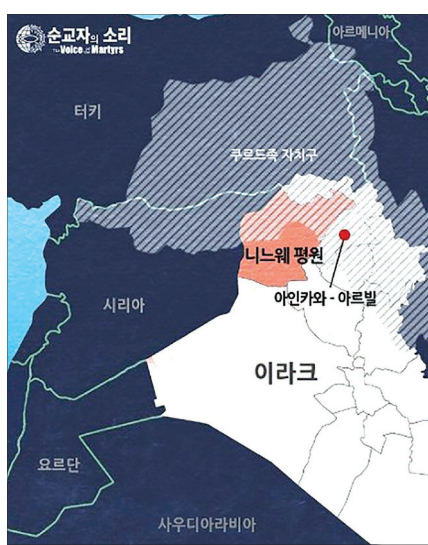 순교자의 소리
The Voice of the Martyrs
아르메니아
터키
쿠르드족 자치구
니느웨 평원
아인카와 - 아르빌
시리아
이라크
요르단
사우디아라비아